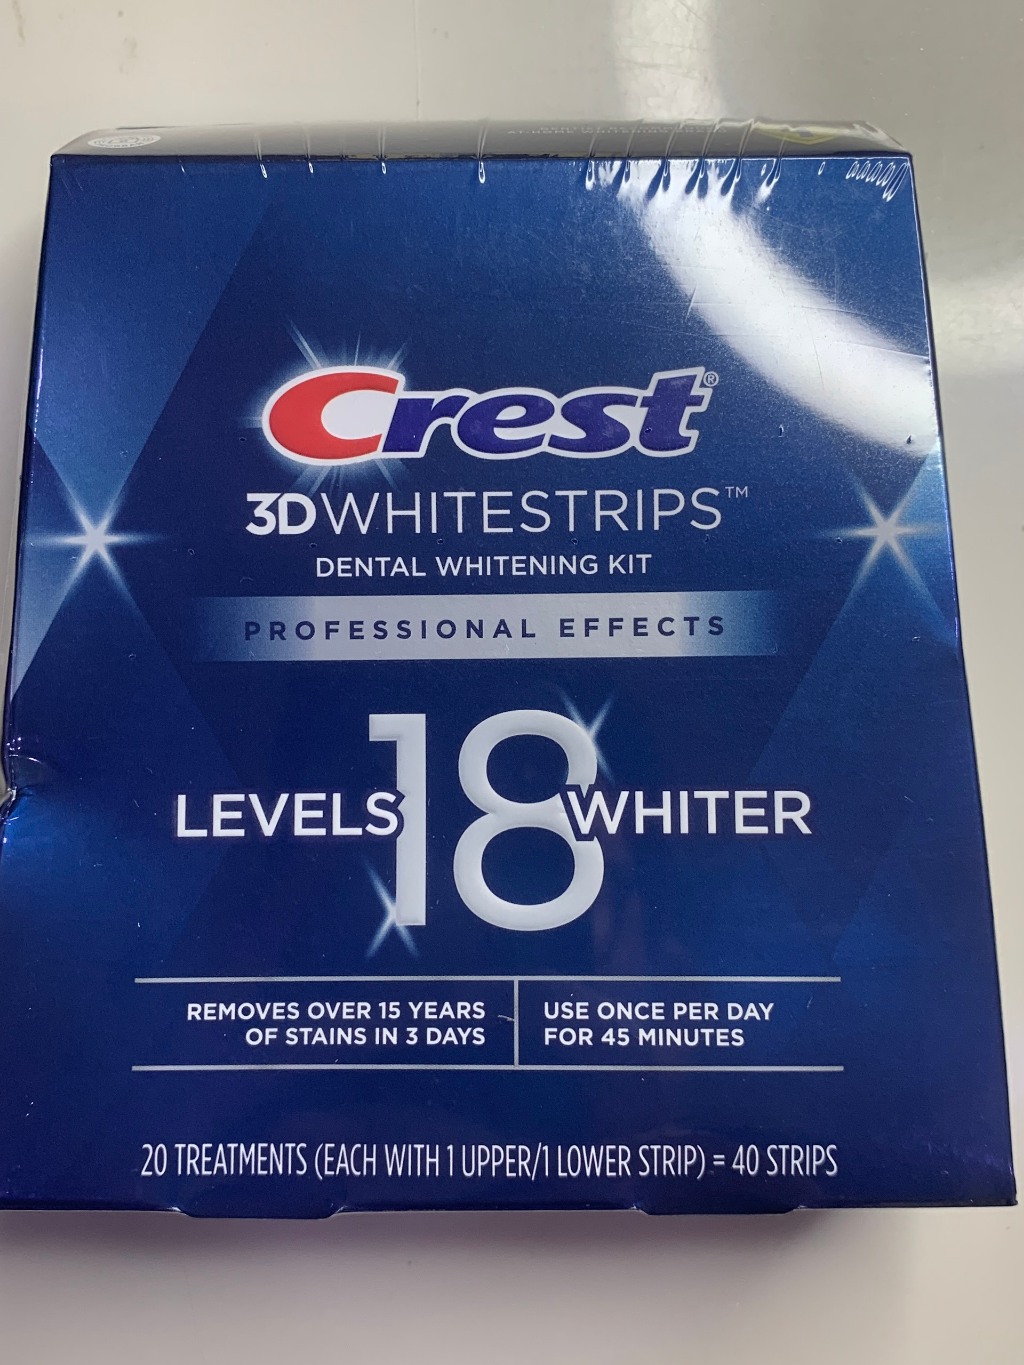 Crest®
3DWHITESTRIPS™
DENTAL WHITENING KIT
PROFESSIONAL EFFECTS
LEVELS 18 WHITER
REMOVES OVER 15 YEARS
OF STAINS IN 3 DAYS
USE ONCE PER DAY
FOR 45 MINUTES
20 TREATMENTS (EACH WITH 1 UPPER/1 LOWER STRIP) = 40 STRIPS